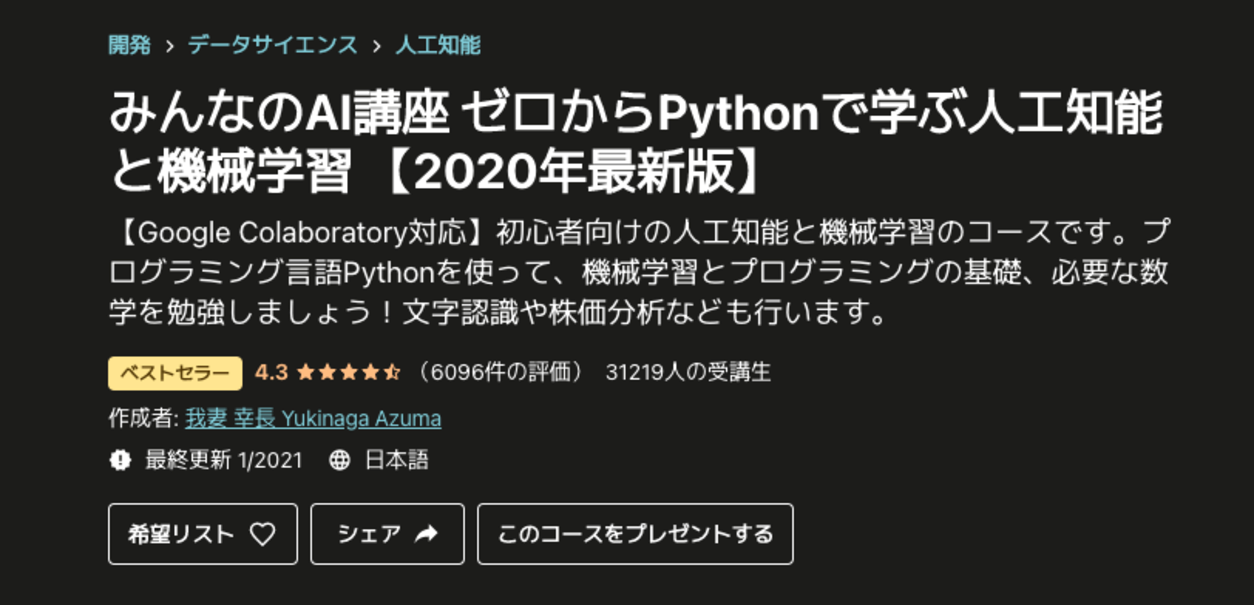 開発 > データサイエンス > 人工知能
みんなのAI講座 ゼロからPythonで学ぶ人工知能
と機械学習 【2020年最新版】
【Google Colaboratory対応】初心者向けの人工知能と機械学習のコースです。プ
ログラミング言語Pythonを使って、機械学習とプログラミングの基礎、必要な数
学を勉強しましょう！文字認識や株価分析なども行います。
ベストセラー 4.3 （6096件の評価） 31219人の受講生
作成者: 我妻 幸長 Yukinaga Azuma
最終更新 1/2021 日本語
希望リスト シェア このコースをプレゼントする